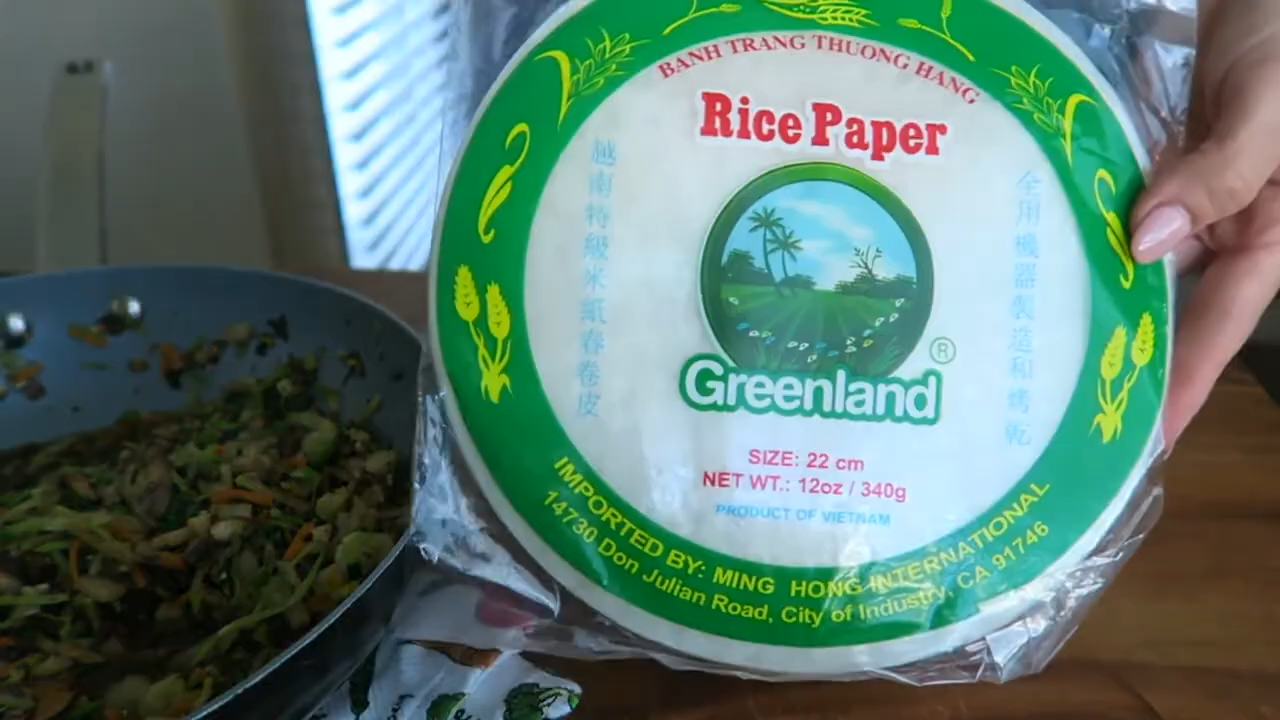 BANH TRANG THUONG HANG
Rice Paper
越南特級米紙春卷皮
全用機器製造和烤乾
Greenland
®
SIZE: 22 cm
NET WT.: 12oz / 340g
PRODUCT OF VIETNAM
IMPORTED BY: MING HONG INTERNATIONAL
14730 Don Julian Road, City of Industry, CA 91746